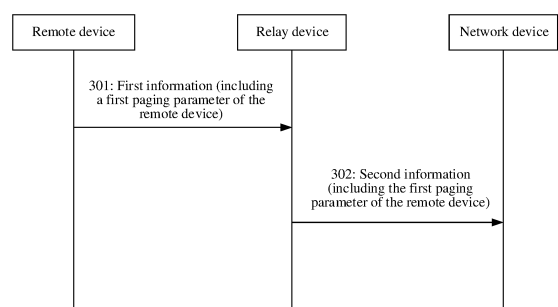 Remote device
Relay device
Network device
301: First information (including
a first paging parameter of the
remote device)
302: Second information
(including the first paging
parameter of the remote device)